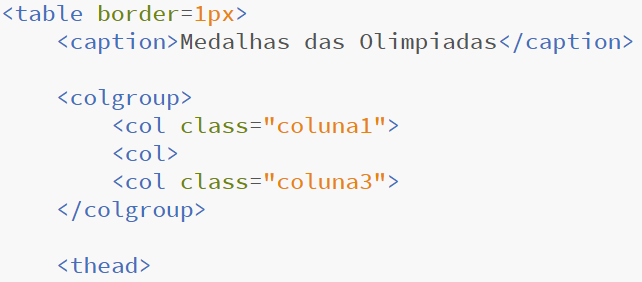 <table border=1px>
<caption>Medalhas das Olimpiadas</caption>
<colgroup>
<col class="coluna1">
<col>
<col class="coluna3">
</colgroup>
<thead>